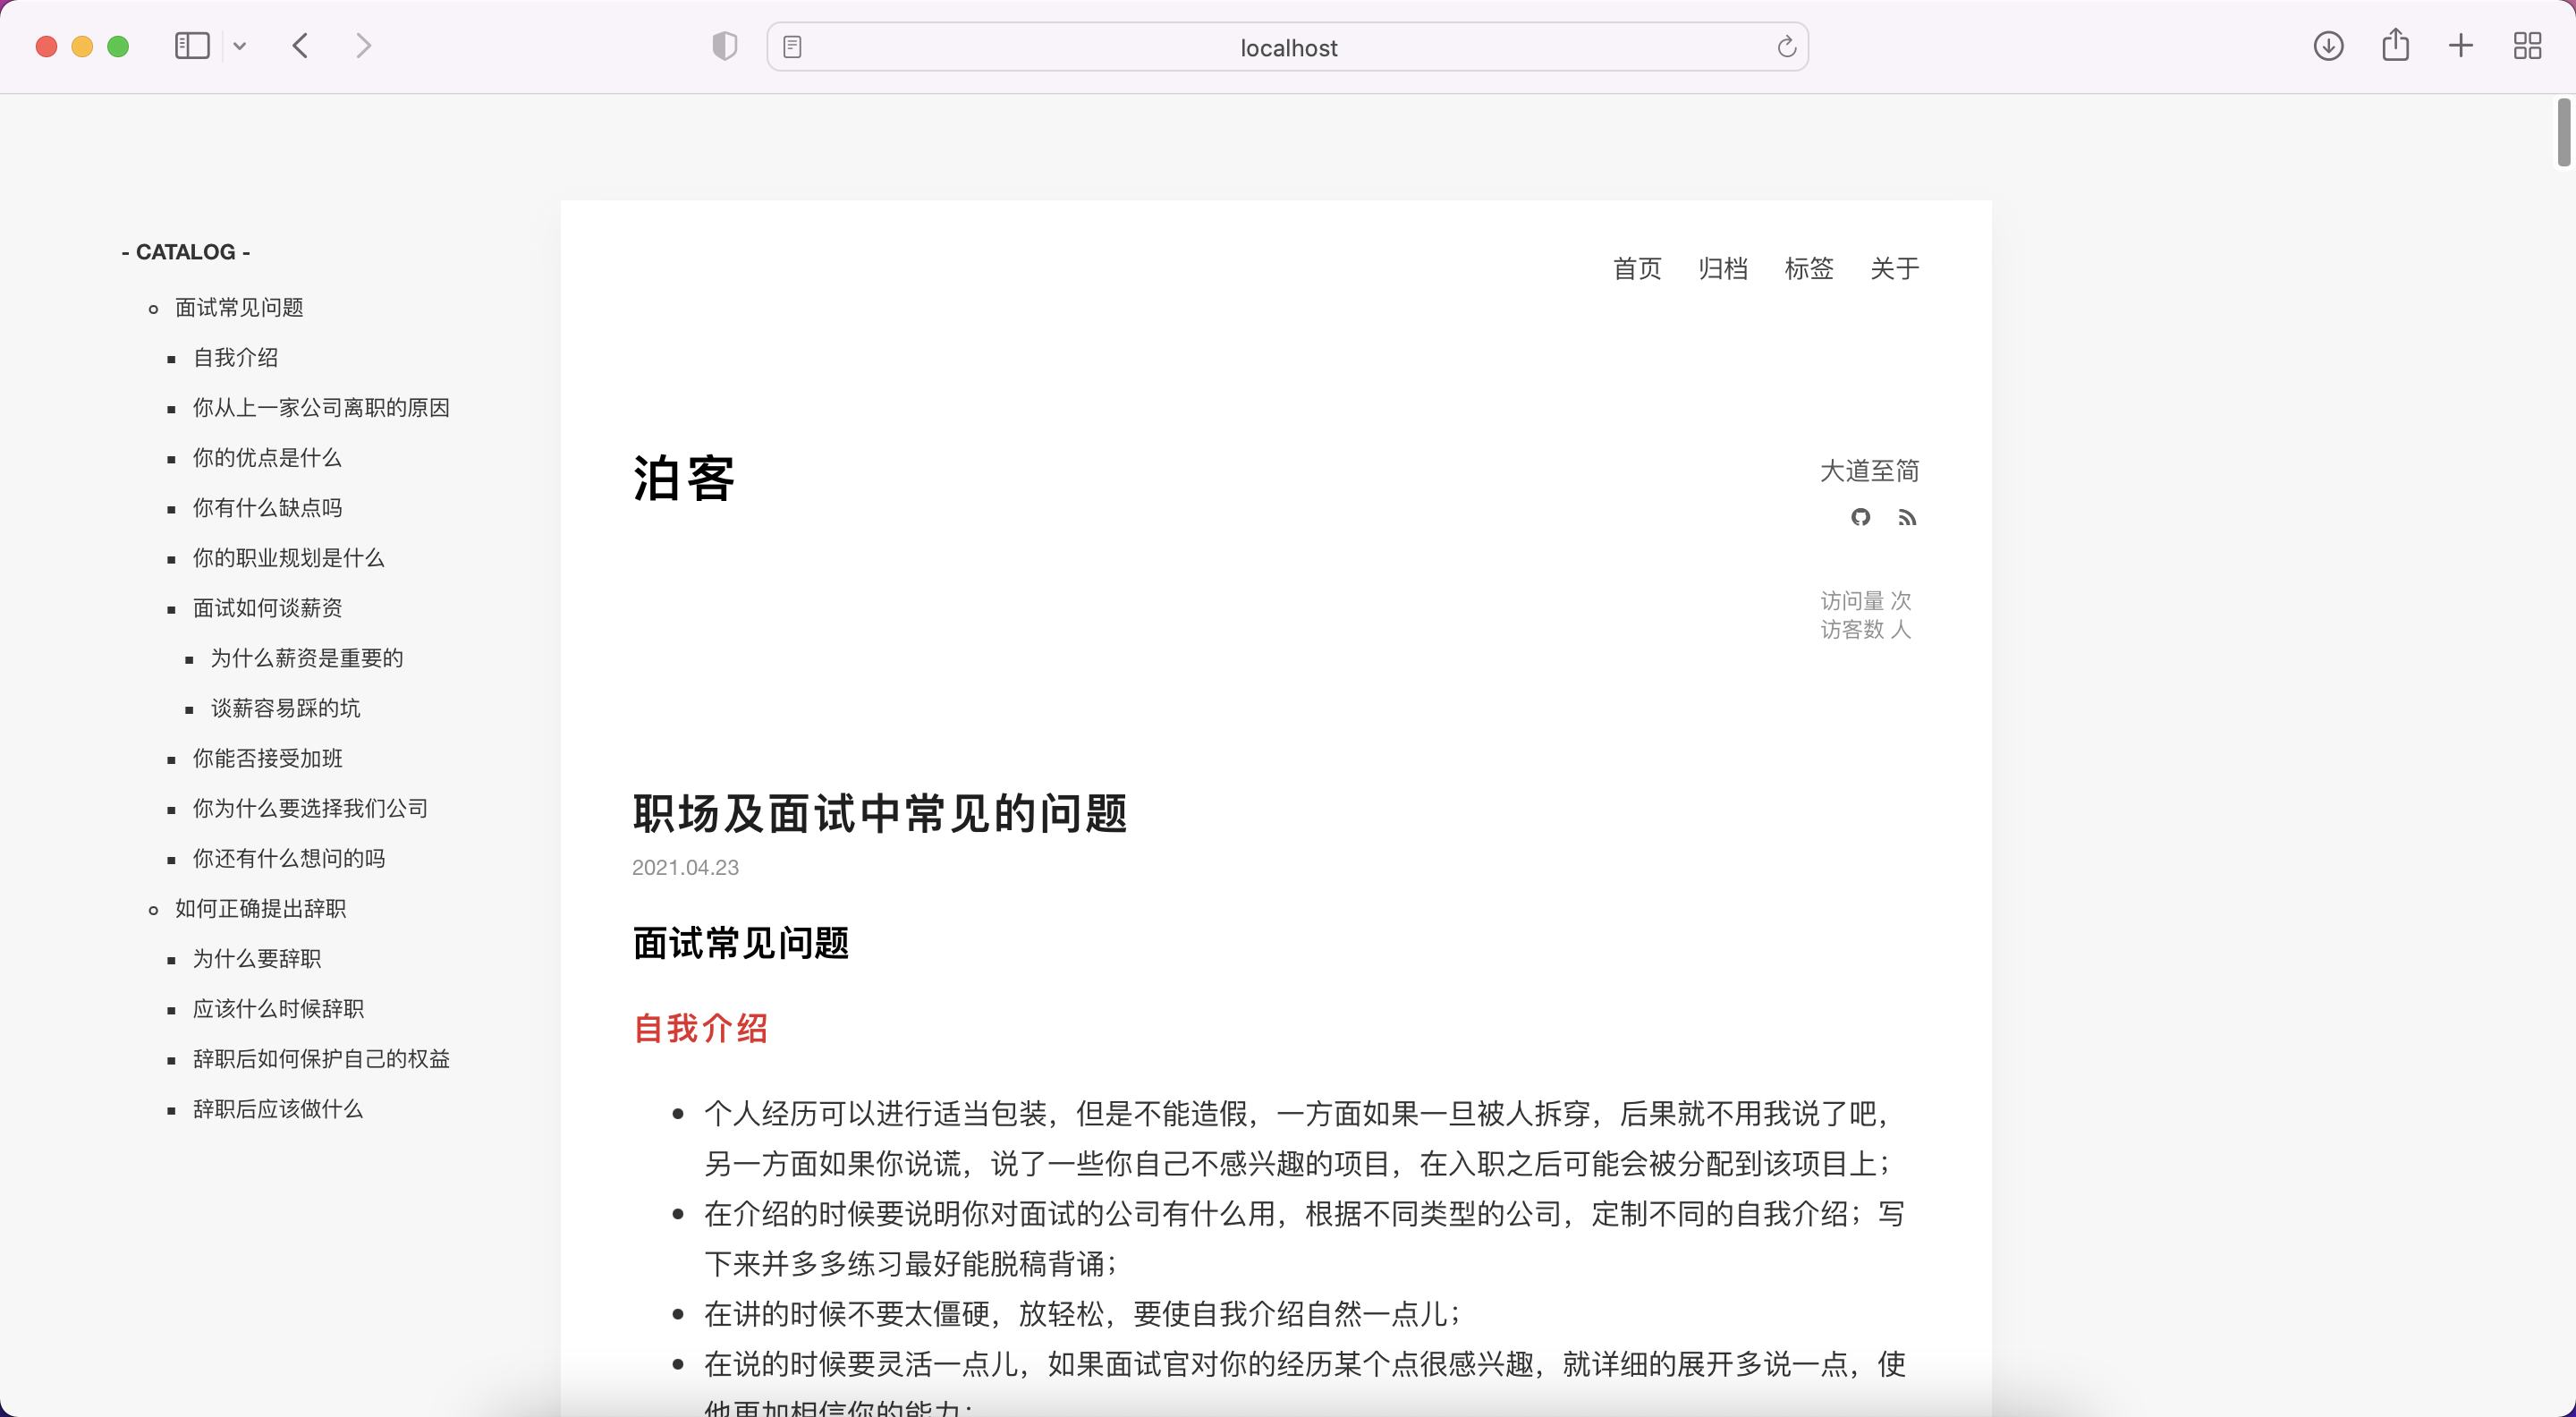 localhost
- CATALOG -
面试常见问题
自我介绍
你从上一家公司离职的原因
你的优点是什么
你有什么缺点吗
你的职业规划是什么
面试如何谈薪资
为什么薪资是重要的
谈薪容易踩的坑
你能否接受加班
你为什么要选择我们公司
你还有什么想问的吗
如何正确提出辞职
为什么要辞职
应该什么时候辞职
辞职后如何保护自己的权益
辞职后应该做什么
首页 归档 标签 关于
泊客
大道至简
访问量 次
访客数 人
职场及面试中常见的问题
2021.04.23
面试常见问题
自我介绍
个人经历可以进行适当包装，但是不能造假，一方面如果一旦被人拆穿，后果就不用我说了吧，
另一方面如果你说谎，说了一些你自己不感兴趣的项目，在入职之后可能会被分配到该项目上；
在介绍的时候要说明你对面试的公司有什么用，根据不同类型的公司，定制不同的自我介绍；写
下来并多多练习最好能脱稿背诵；
在讲的时候不要太僵硬，放轻松，要使自我介绍自然一点儿；
在说的时候要灵活一点儿，如果面试官对你的经历某个点很感兴趣，就详细的展开多说一点，使
他更加相信你的能力；